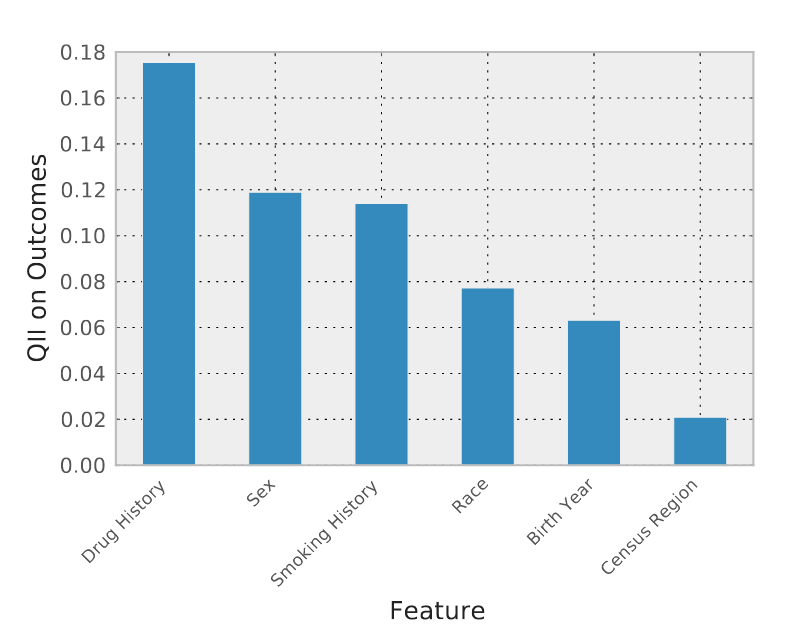 0.18
0.16
0.14
0.12
0.10
0.08
0.06
0.04
0.02
0.00
QII on Outcomes
Drug History
Sex
Smoking History
Race
Birth Year
Census Region
Feature